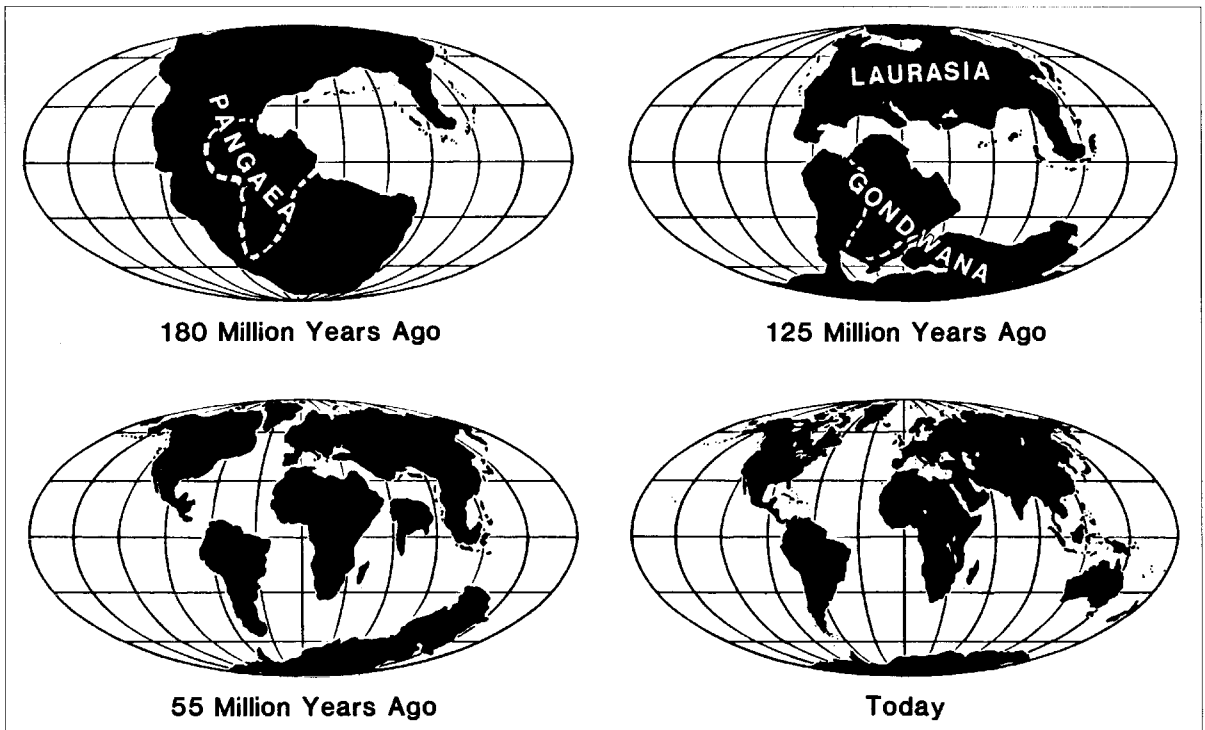 PANGAEA
180 Million Years Ago
LAURASIA
GONDWANA
125 Million Years Ago
55 Million Years Ago
Today